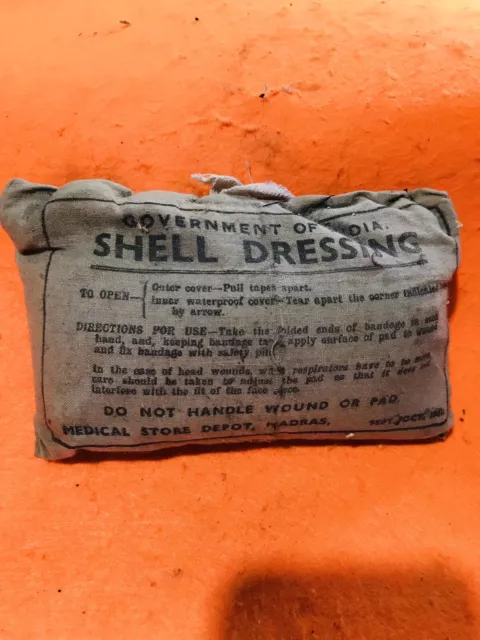 GOVERNMENT OF INDIA.
SHELL DRESSING
TO OPEN— Outer cover—Pull tapes apart.
Inner waterproof cover—Tear apart the corner indicated
by arrow.
DIRECTIONS FOR USE—Take the folded ends of bandage in each
hand, and, keeping bandage apply surface of pad to wound
and fix bandage with safety pin
In the case of head wounds, when respirators have to be
care should be taken to adjust the pad so that it does not
interfere with the fit of the face
DO NOT HANDLE WOUND OR PAD.
MEDICAL STORE DEPOT, MADRAS,